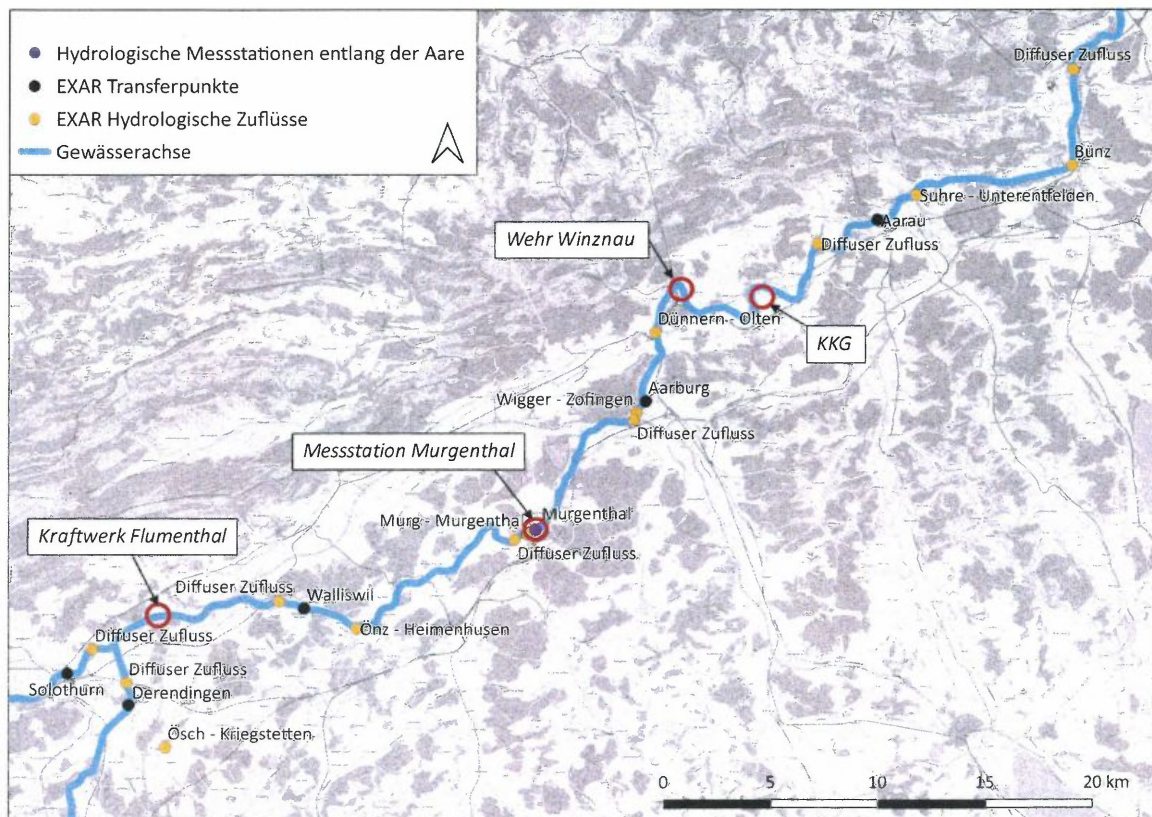 Hydrologische Messstationen entlang der Aare
EXAR Transferpunkte
EXAR Hydrologische Zuflüsse
Gewässerachse
Diffuser Zufluss
Bünz
Suhre - Unterentfelden
Aarau
Diffuser Zufluss
Wehr Winznau
Dünnern - Olten
KKG
Aarburg
Wigger - Zofingen
Diffuser Zufluss
Messstation Murgenthal
Murg - Murgenthal
Murgenthal
Diffuser Zufluss
Kraftwerk Flumenthal
Diffuser Zufluss
Walliswil
Önz - Heimenhusen
Diffuser Zufluss
Diffuser Zufluss
Solothurn
Derendingen
Ösch - Kriegstetten
0 5 10 15 20 km